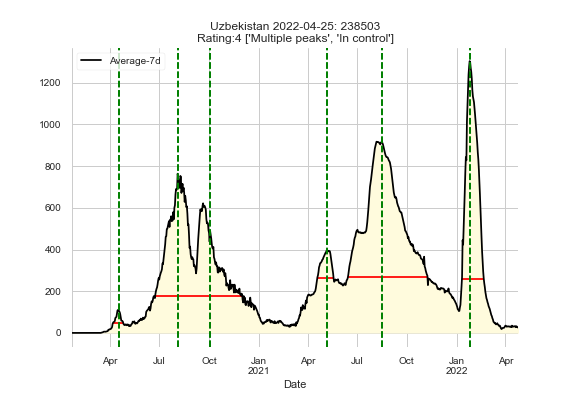 Uzbekistan 2022-04-25: 238503
Rating:4 ['Multiple peaks', 'In control']
Average-7d
1200
1000
800
600
400
200
0
Apr Jul Oct Jan Apr Jul Oct Jan Apr
2021 2022
Date